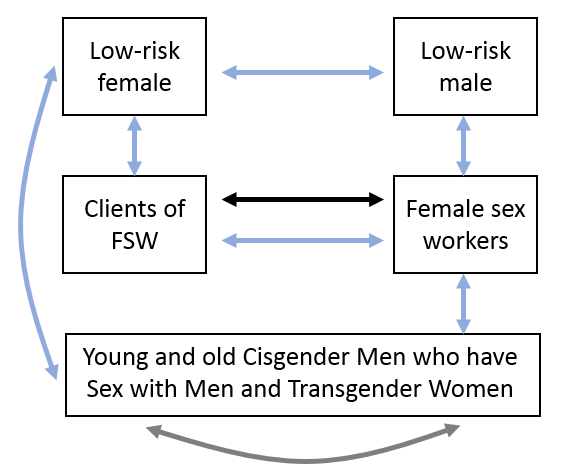 Low-risk
female
Low-risk
male
Clients of
FSW
Female sex
workers
Young and old Cisgender Men who have
Sex with Men and Transgender Women